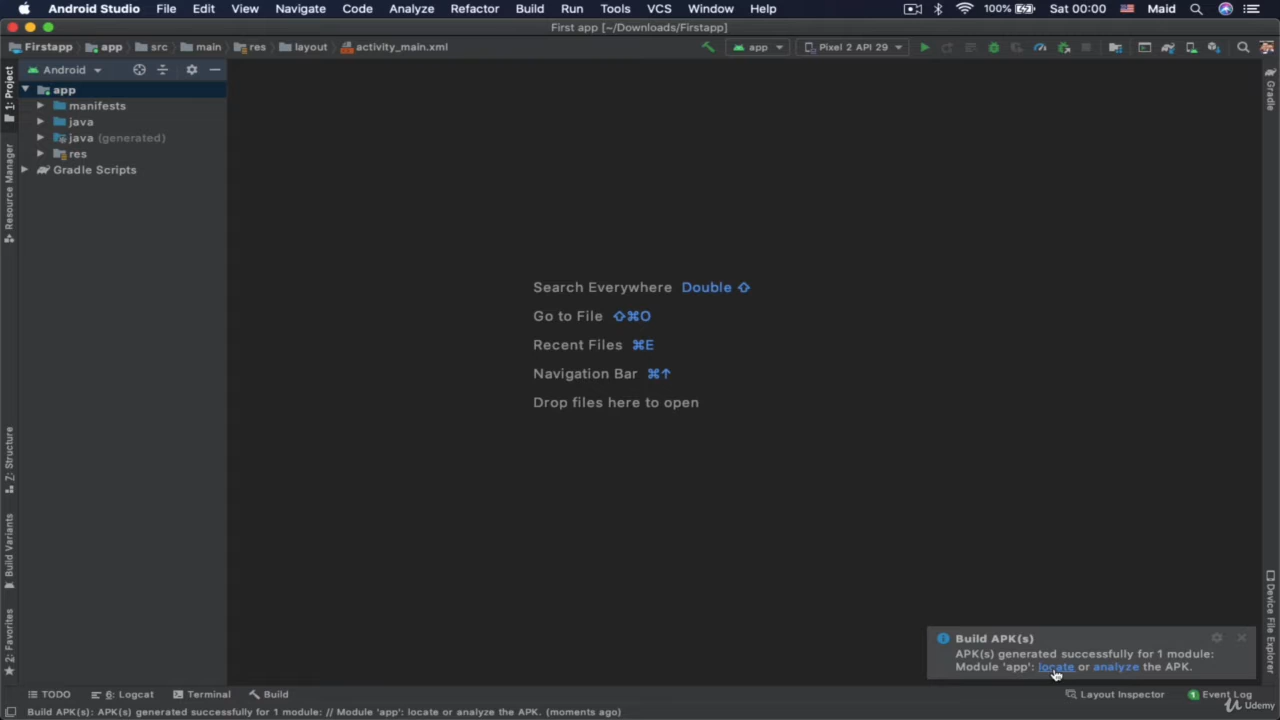 Android Studio File Edit View Navigate Code Analyze Refactor Build Run Tools VCS Window Help 100% Sat 00:00 Maid
First app [~/Downloads/Firstapp]
Firstapp app src main res layout activity_main.xml app Pixel 2 API 29
Android
app
manifests
java
java (generated)
res
Gradle Scripts
1: Project
Resource Manager
Z: Structure
Build Variants
2: Favorites
Gradle
Device File Explorer
Search Everywhere Double ⇧
Go to File ⇧⌘O
Recent Files ⌘E
Navigation Bar ⌘↑
Drop files here to open
Build APK(s)
APK(s) generated successfully for 1 module:
Module 'app': locate or analyze the APK.
TODO 6: Logcat Terminal Build Layout Inspector 1 Event Log
Build APK(s): APK(s) generated successfully for 1 module: // Module 'app': locate or analyze the APK. (moments ago)
Udemy